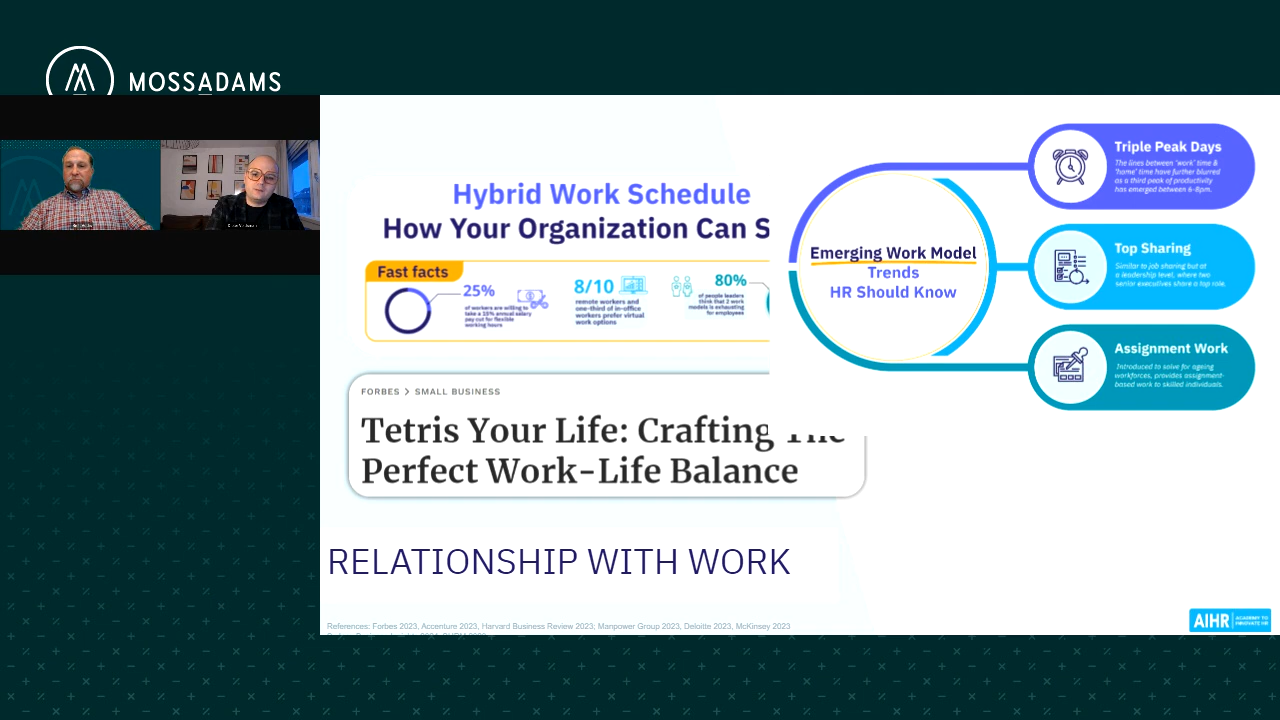 MOSSADAMS
Hybrid Work Schedule
How Your Organization Can S
Fast facts
25%
of workers are willing to
take a 15% annual salary
pay cut for flexible
working hours
8/10
remote workers and
one-third of in-office
workers prefer virtual
work options
80%
of people leaders
think that 2 work
models is exhausting
for employees
Emerging Work Model
Trends
HR Should Know
Triple Peak Days
The lines between 'work' time &
'home' time have further blurred
as a third peak of productivity
has emerged between 6-8pm.
Top Sharing
Similar to job sharing but at
a leadership level, where two
senior executives share a top role.
Assignment Work
Introduced to solve for ageing
workforces, provides assignment-
based work to skilled individuals.
FORBES > SMALL BUSINESS
Tetris Your Life: Crafting The
Perfect Work-Life Balance
RELATIONSHIP WITH WORK
References: Forbes 2023, Accenture 2023, Harvard Business Review 2023; Manpower Group 2023, Deloitte 2023, McKinsey 2023
AIHR ACADEMY TO
INNOVATE HR